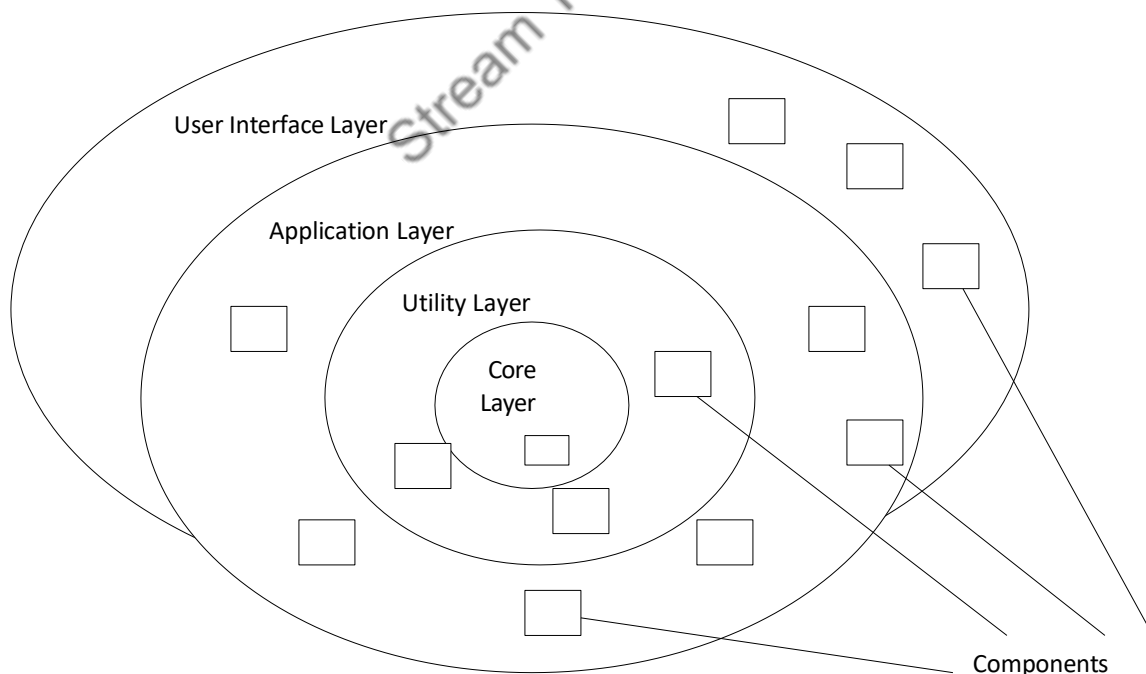 Stream
User Interface Layer
Application Layer
Utility Layer
Core
Layer
Components